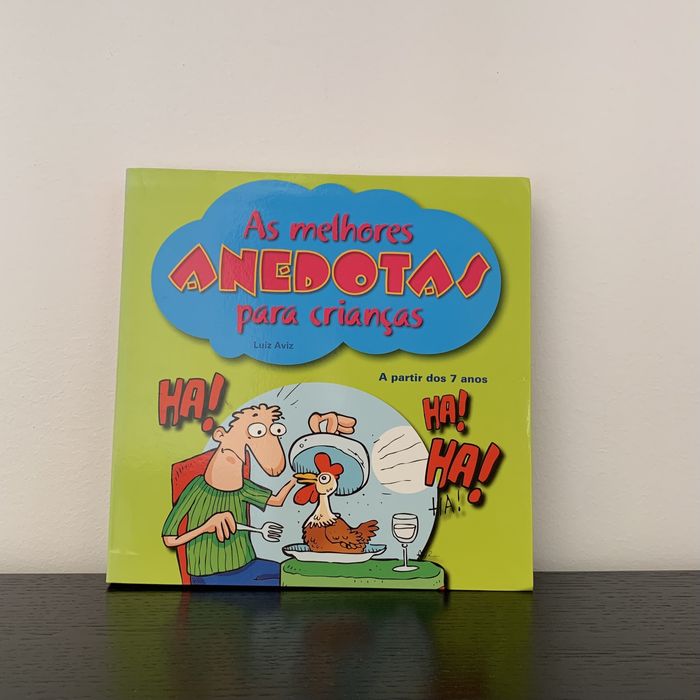 As melhores
ANEDOTAS
para crianças
Luiz Aviz
A partir dos 7 anos
HA!
HA!
HA!
HA!